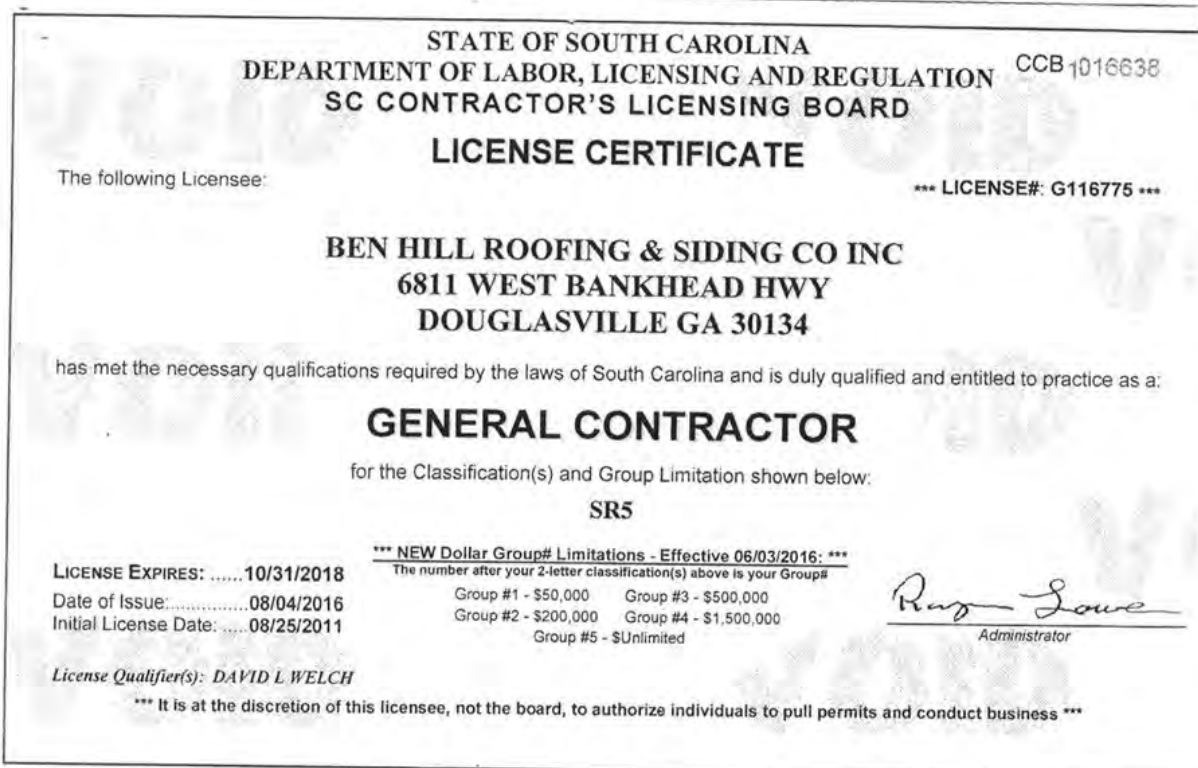 STATE OF SOUTH CAROLINA
DEPARTMENT OF LABOR, LICENSING AND REGULATION
CCB 1016638
SC CONTRACTOR'S LICENSING BOARD
LICENSE CERTIFICATE
The following Licensee:
*** LICENSE#: G116775 ***
BEN HILL ROOFING & SIDING CO INC
6811 WEST BANKHEAD HWY
DOUGLASVILLE GA 30134
has met the necessary qualifications required by the laws of South Carolina and is duly qualified and entitled to practice as a:
GENERAL CONTRACTOR
for the Classification(s) and Group Limitation shown below:
SR5
LICENSE EXPIRES: ......10/31/2018
Date of Issue:................08/04/2016
Initial License Date: .....08/25/2011
*** NEW Dollar Group# Limitations - Effective 06/03/2016: ***
The number after your 2-letter classification(s) above is your Group#
Group #1 - $50,000 Group #3 - $500,000
Group #2 - $200,000 Group #4 - $1,500,000
Group #5 - $Unlimited
Administrator
License Qualifier(s): DAVID L WELCH
*** It is at the discretion of this licensee, not the board, to authorize individuals to pull permits and conduct business ***